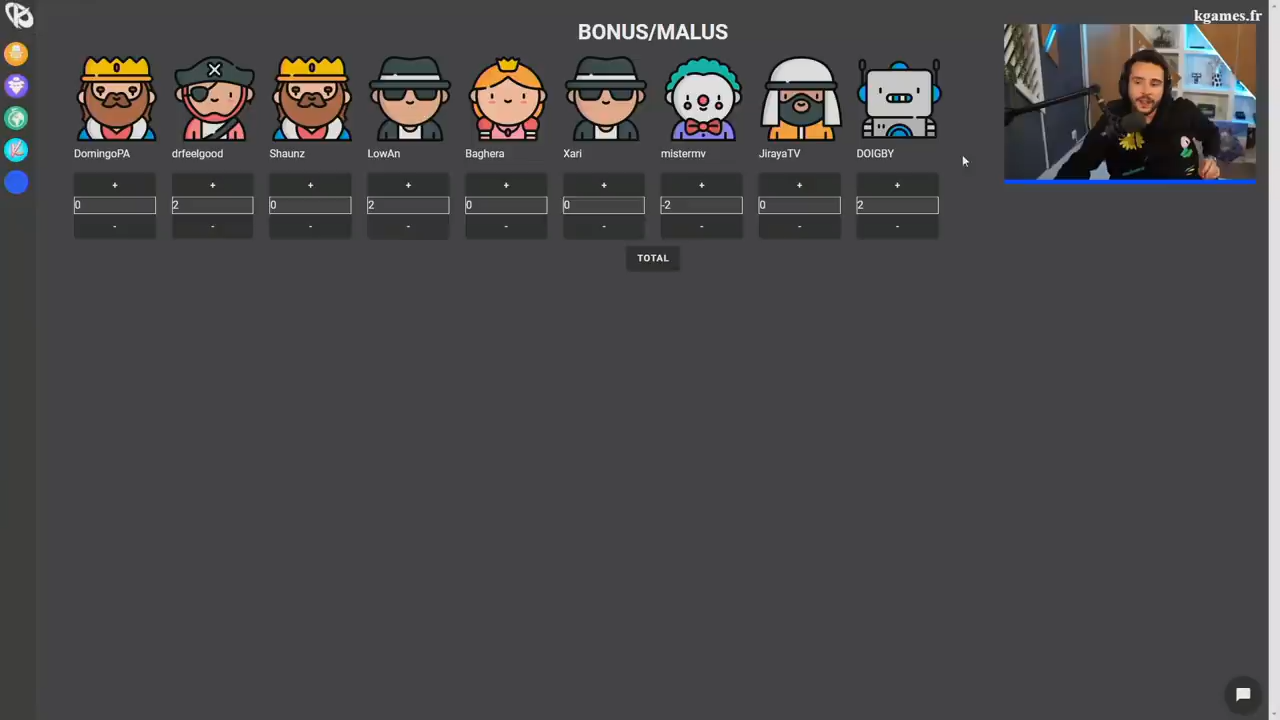 kgames.fr
BONUS/MALUS
DomingoPA drfeelgood Shaunz LowAn Baghera Xari mistermv JirayaTV DOIGBY
+ + + + + + + + +
0 2 0 2 0 0 -2 0 2
- - - - - - - - -
TOTAL